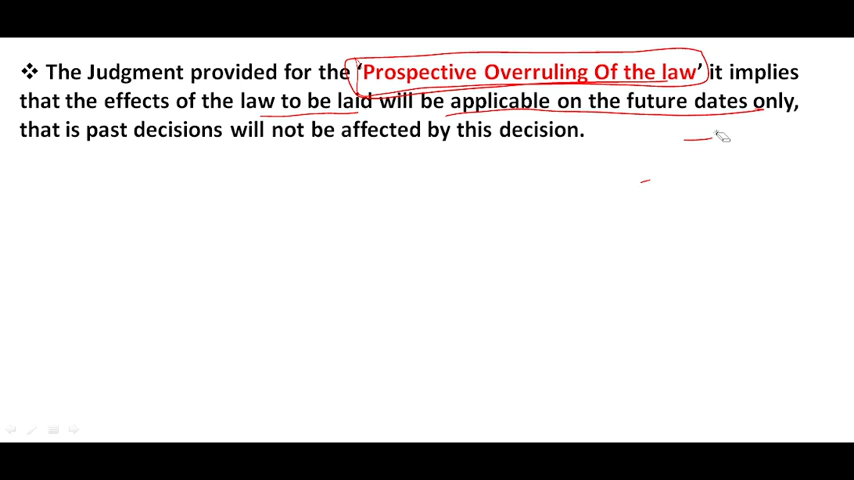 ❖ The Judgment provided for the ‘Prospective Overruling Of the law’ it implies
that the effects of the law to be laid will be applicable on the future dates only,
that is past decisions will not be affected by this decision.